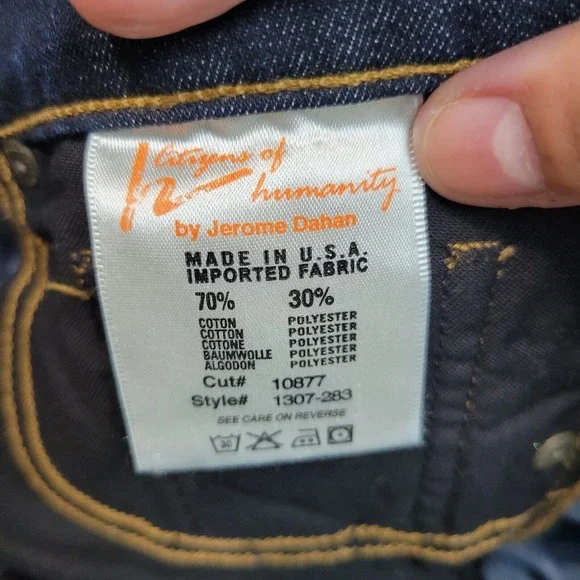 Citizens of
humanity
by Jerome Dahan
MADE IN U.S.A.
IMPORTED FABRIC
70% 30%
COTON POLYESTER
COTTON POLYESTER
COTONE POLYESTER
BAUMWOLLE POLYESTER
ALGODON POLYESTER
Cut# 10877
Style# 1307-283
SEE CARE ON REVERSE